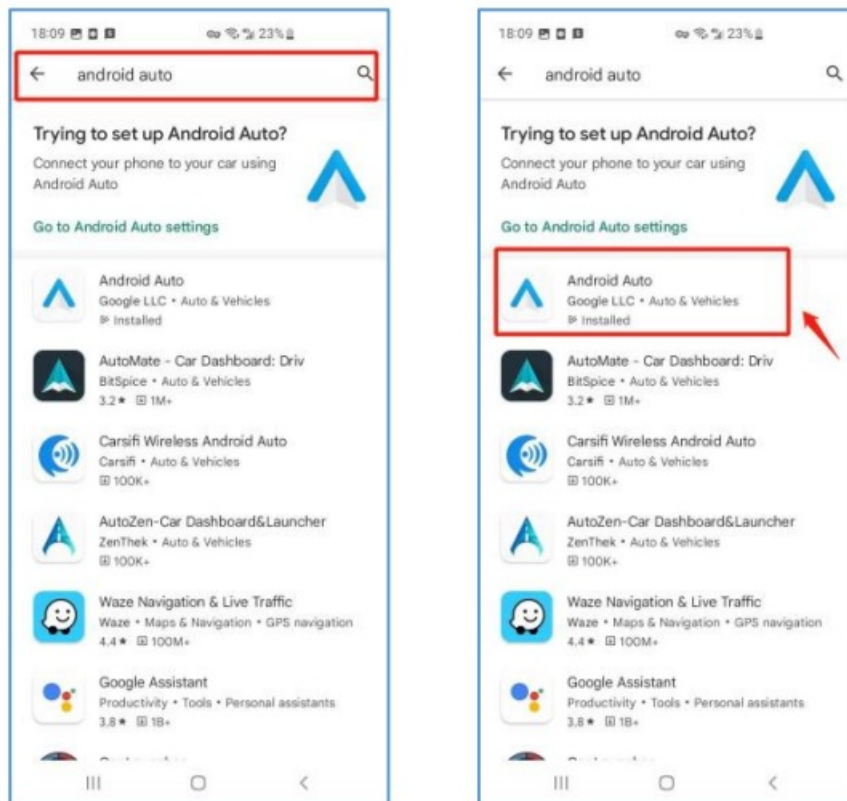 18:09 23%
android auto
Trying to set up Android Auto?
Connect your phone to your car using
Android Auto
Go to Android Auto settings
Android Auto
Google LLC • Auto & Vehicles
Installed
AutoMate - Car Dashboard: Driv
BitSpice • Auto & Vehicles
3.2★ 1M+
Carsifi Wireless Android Auto
Carsifi • Auto & Vehicles
100K+
AutoZen-Car Dashboard&Launcher
ZenThek • Auto & Vehicles
100K+
Waze Navigation & Live Traffic
Waze • Maps & Navigation • GPS navigation
4.4★ 100M+
Google Assistant
Productivity • Tools • Personal assistants
3.8★ 1B+
18:09 23%
android auto
Trying to set up Android Auto?
Connect your phone to your car using
Android Auto
Go to Android Auto settings
Android Auto
Google LLC • Auto & Vehicles
Installed
AutoMate - Car Dashboard: Driv
BitSpice • Auto & Vehicles
3.2★ 1M+
Carsifi Wireless Android Auto
Carsifi • Auto & Vehicles
100K+
AutoZen-Car Dashboard&Launcher
ZenThek • Auto & Vehicles
100K+
Waze Navigation & Live Traffic
Waze • Maps & Navigation • GPS navigation
4.4★ 100M+
Google Assistant
Productivity • Tools • Personal assistants
3.8★ 1B+